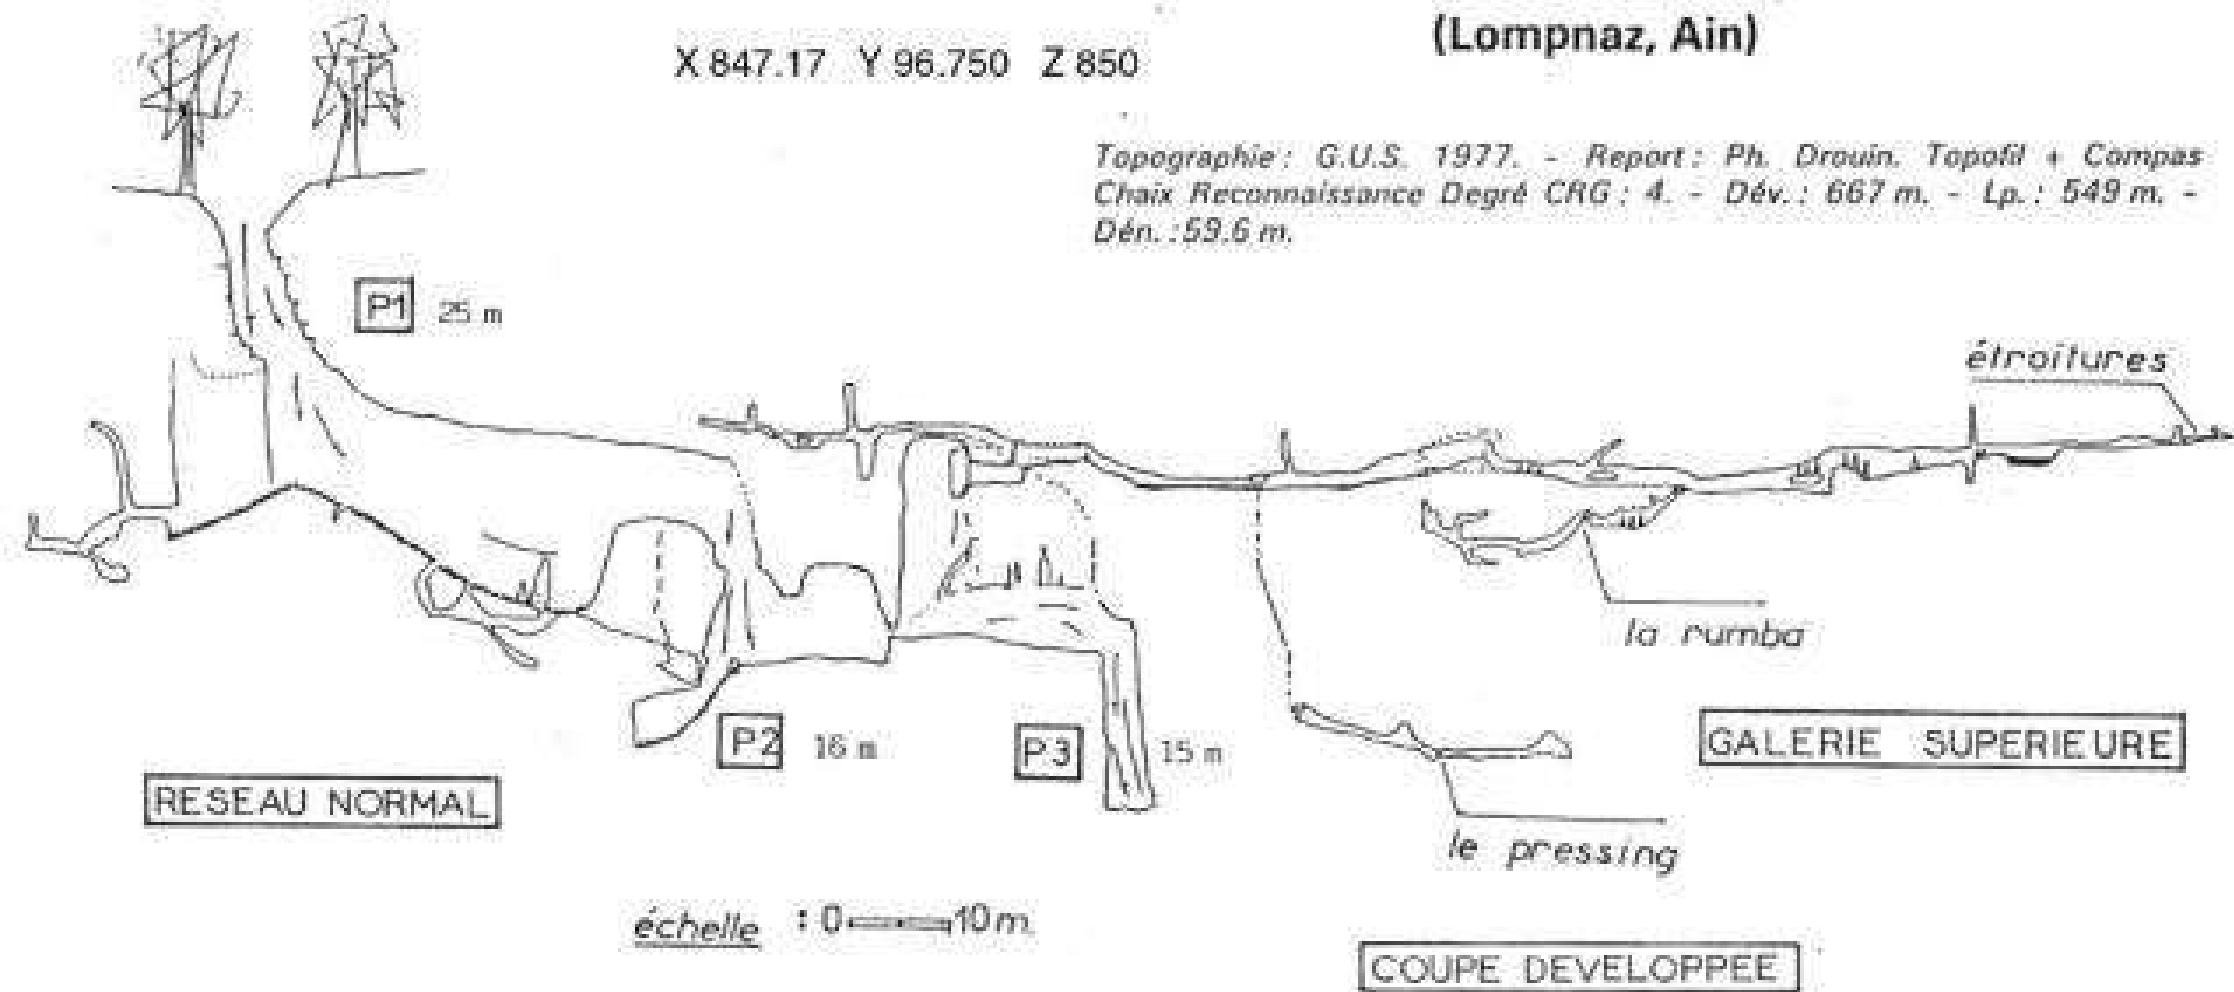 (Lompnaz, Ain)
X 847.17 Y 96.750 Z 850
Topographie: G.U.S. 1977. - Report: Ph. Drouin. Topofil + Compas
Chaix Reconnaissance Degré CRG: 4. - Dév.: 667 m. - Lp.: 549 m. -
Dén.:59.6 m.
P1 25 m
étroitures
la rumba
P2 16 m
P3 15 m
GALERIE SUPERIEURE
RESEAU NORMAL
le pressing
échelle : 0 10 m.
COUPE DEVELOPPEE